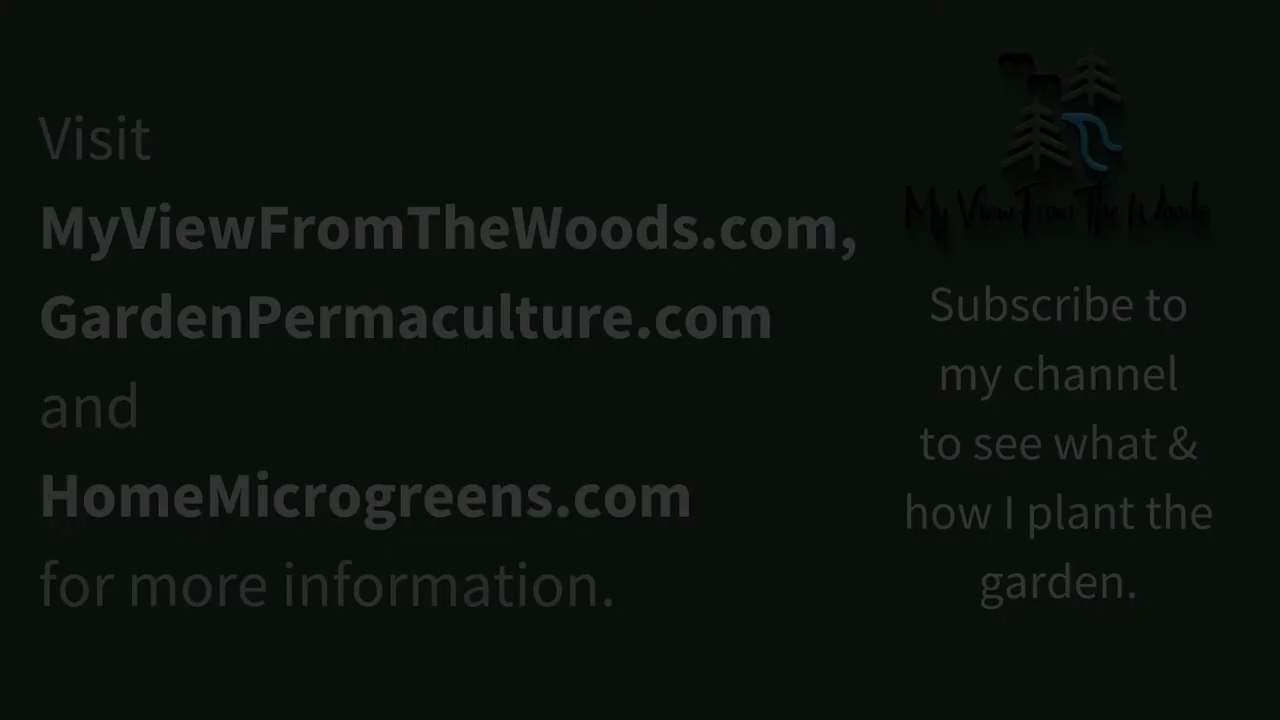 Visit
MyViewFromTheWoods.com,
GardenPermaculture.com
and
HomeMicrogreens.com
for more information.
My View From The Woods
Subscribe to
my channel
to see what &
how I plant the
garden.